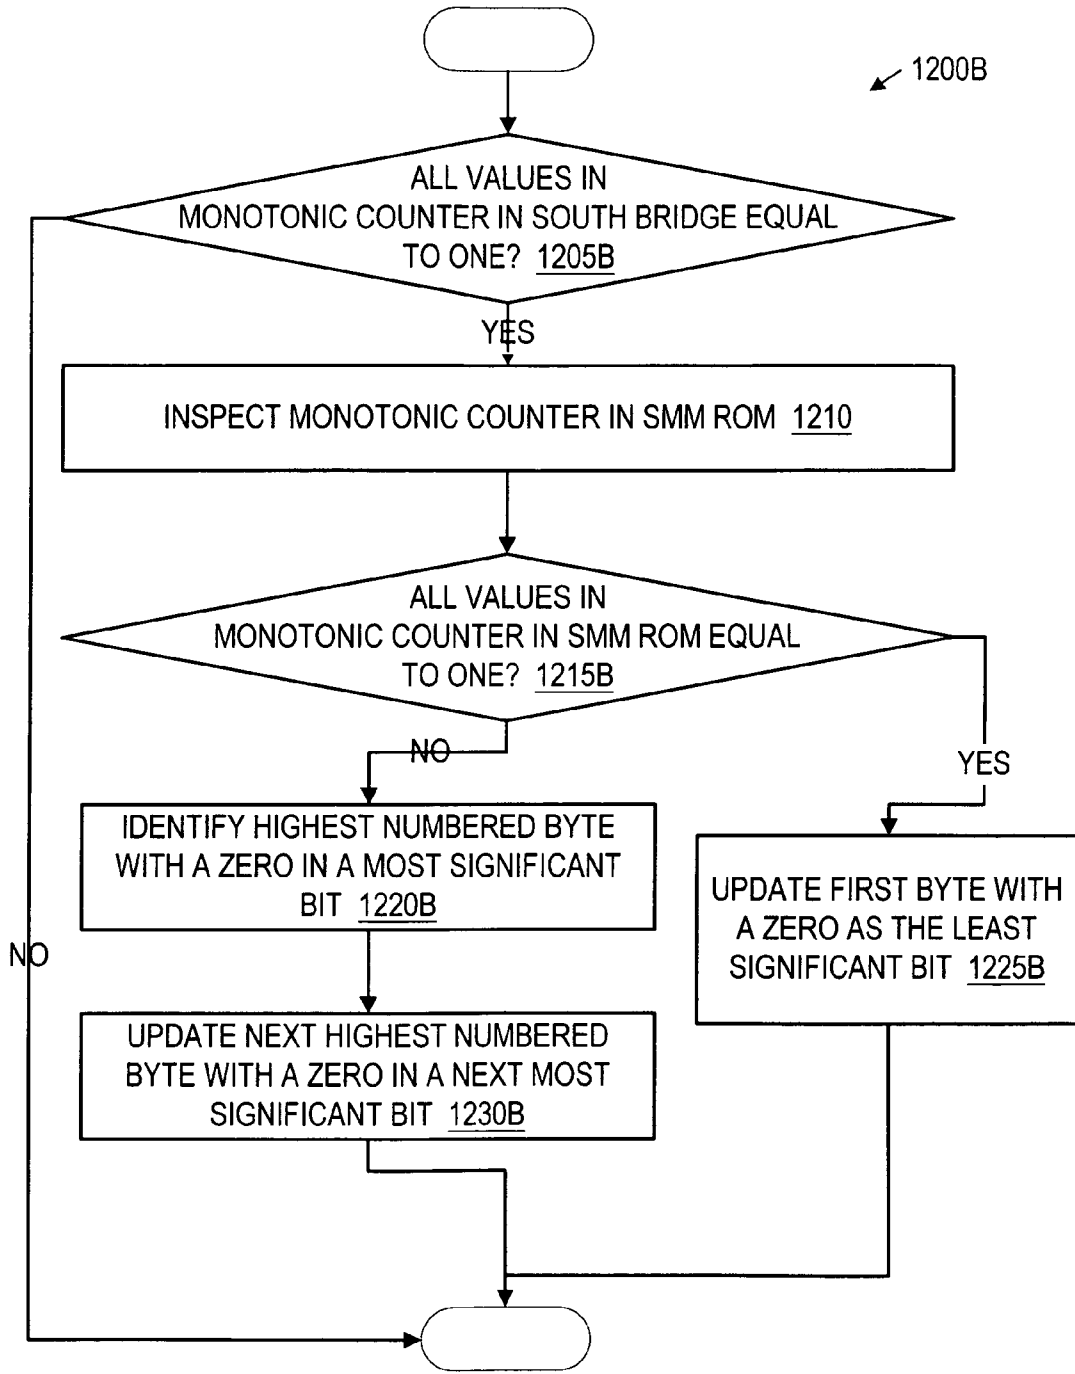 1200B
ALL VALUES IN
MONOTONIC COUNTER IN SOUTH BRIDGE EQUAL
TO ONE? 1205B
YES
INSPECT MONOTONIC COUNTER IN SMM ROM 1210
ALL VALUES IN
MONOTONIC COUNTER IN SMM ROM EQUAL
TO ONE? 1215B
NO
YES
IDENTIFY HIGHEST NUMBERED BYTE
WITH A ZERO IN A MOST SIGNIFICANT
BIT 1220B
UPDATE FIRST BYTE WITH
A ZERO AS THE LEAST
SIGNIFICANT BIT 1225B
NO
UPDATE NEXT HIGHEST NUMBERED
BYTE WITH A ZERO IN A NEXT MOST
SIGNIFICANT BIT 1230B